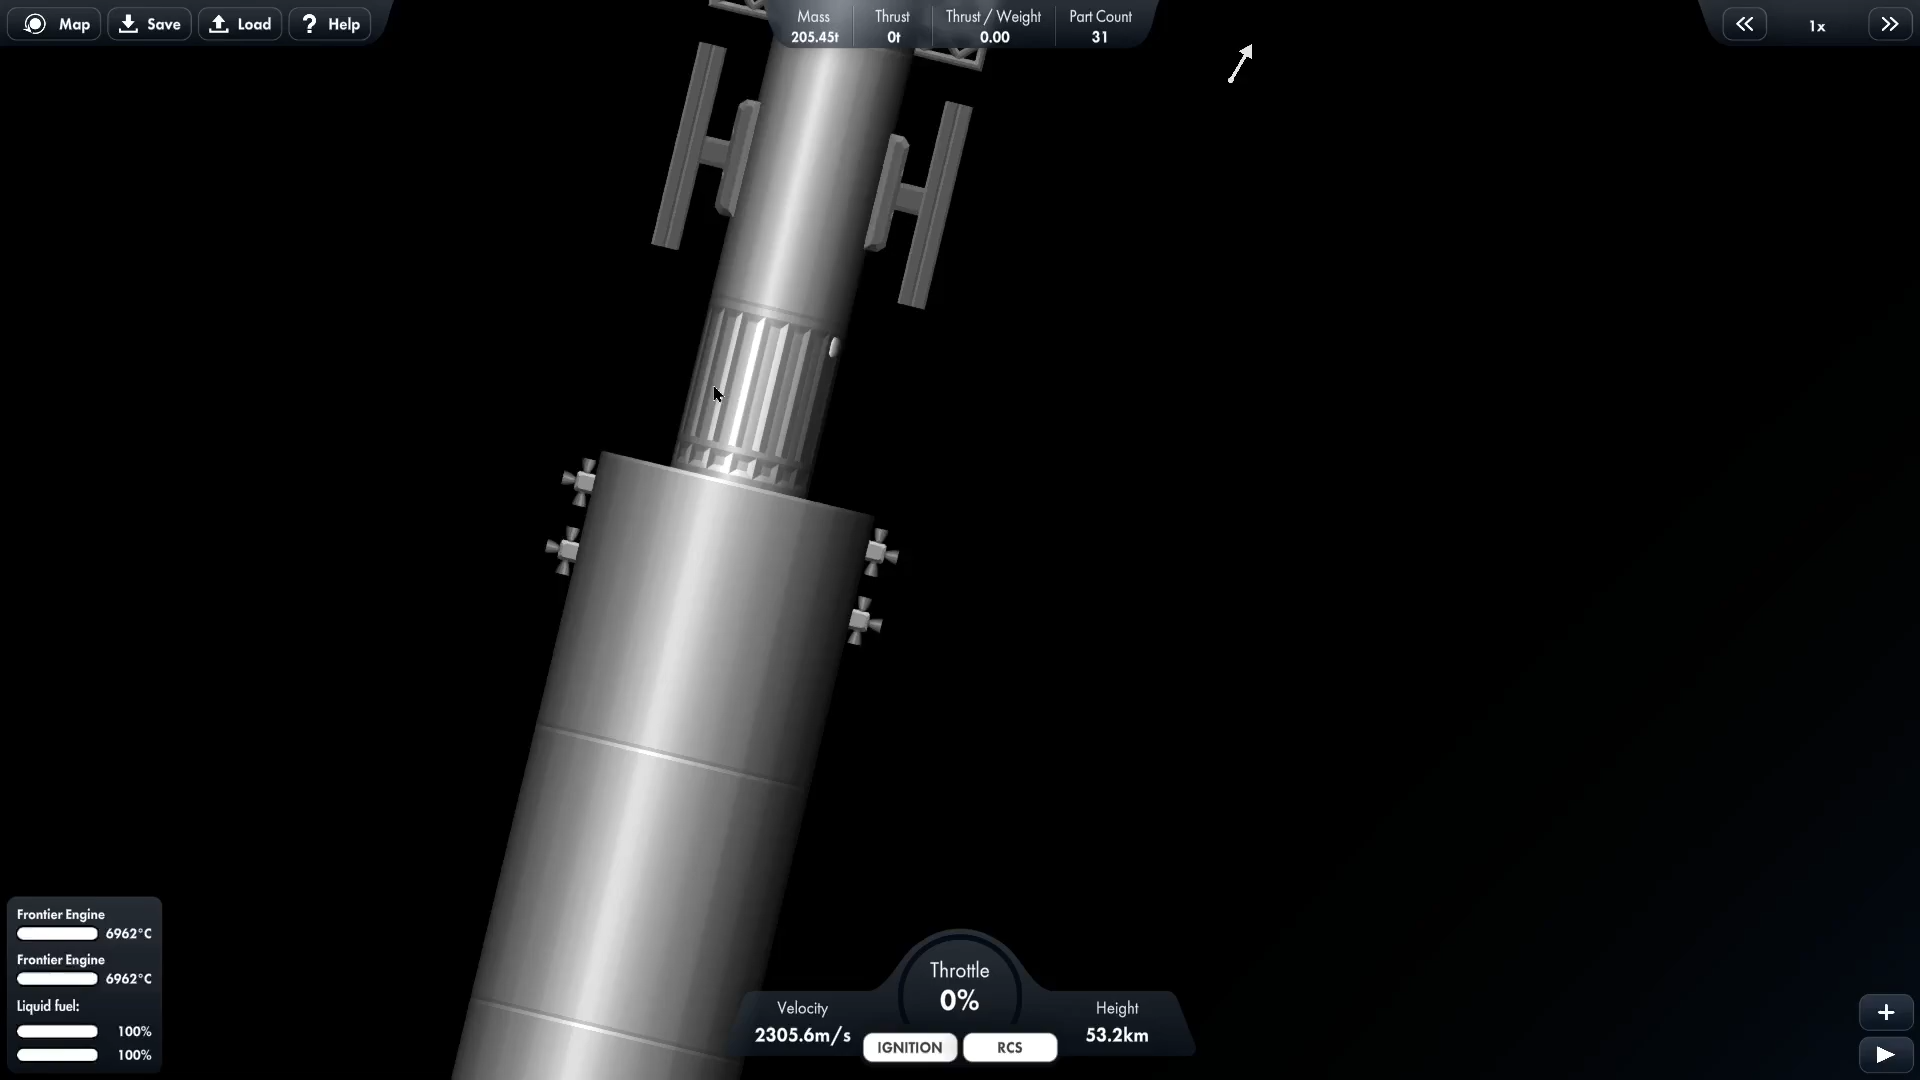 Map
Save
Load
? Help
Mass
205.45t
Thrust
0t
Thrust / Weight
0.00
Part Count
31
1x
Frontier Engine
6962°C
Frontier Engine
6962°C
Liquid fuel:
100%
100%
Throttle
0%
Velocity
2305.6m/s
IGNITION
RCS
Height
53.2km